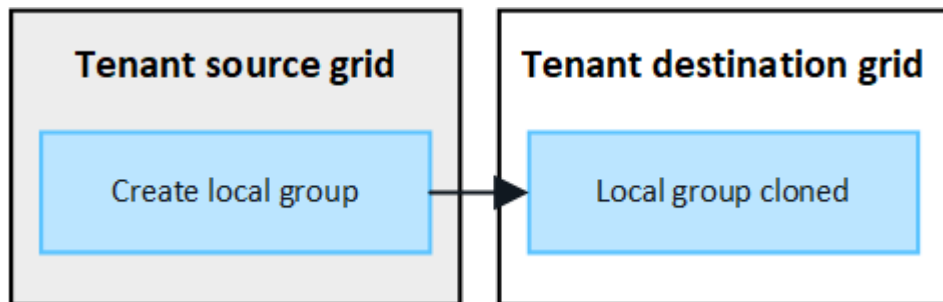 Tenant source grid
Tenant destination grid
Create local group
Local group cloned